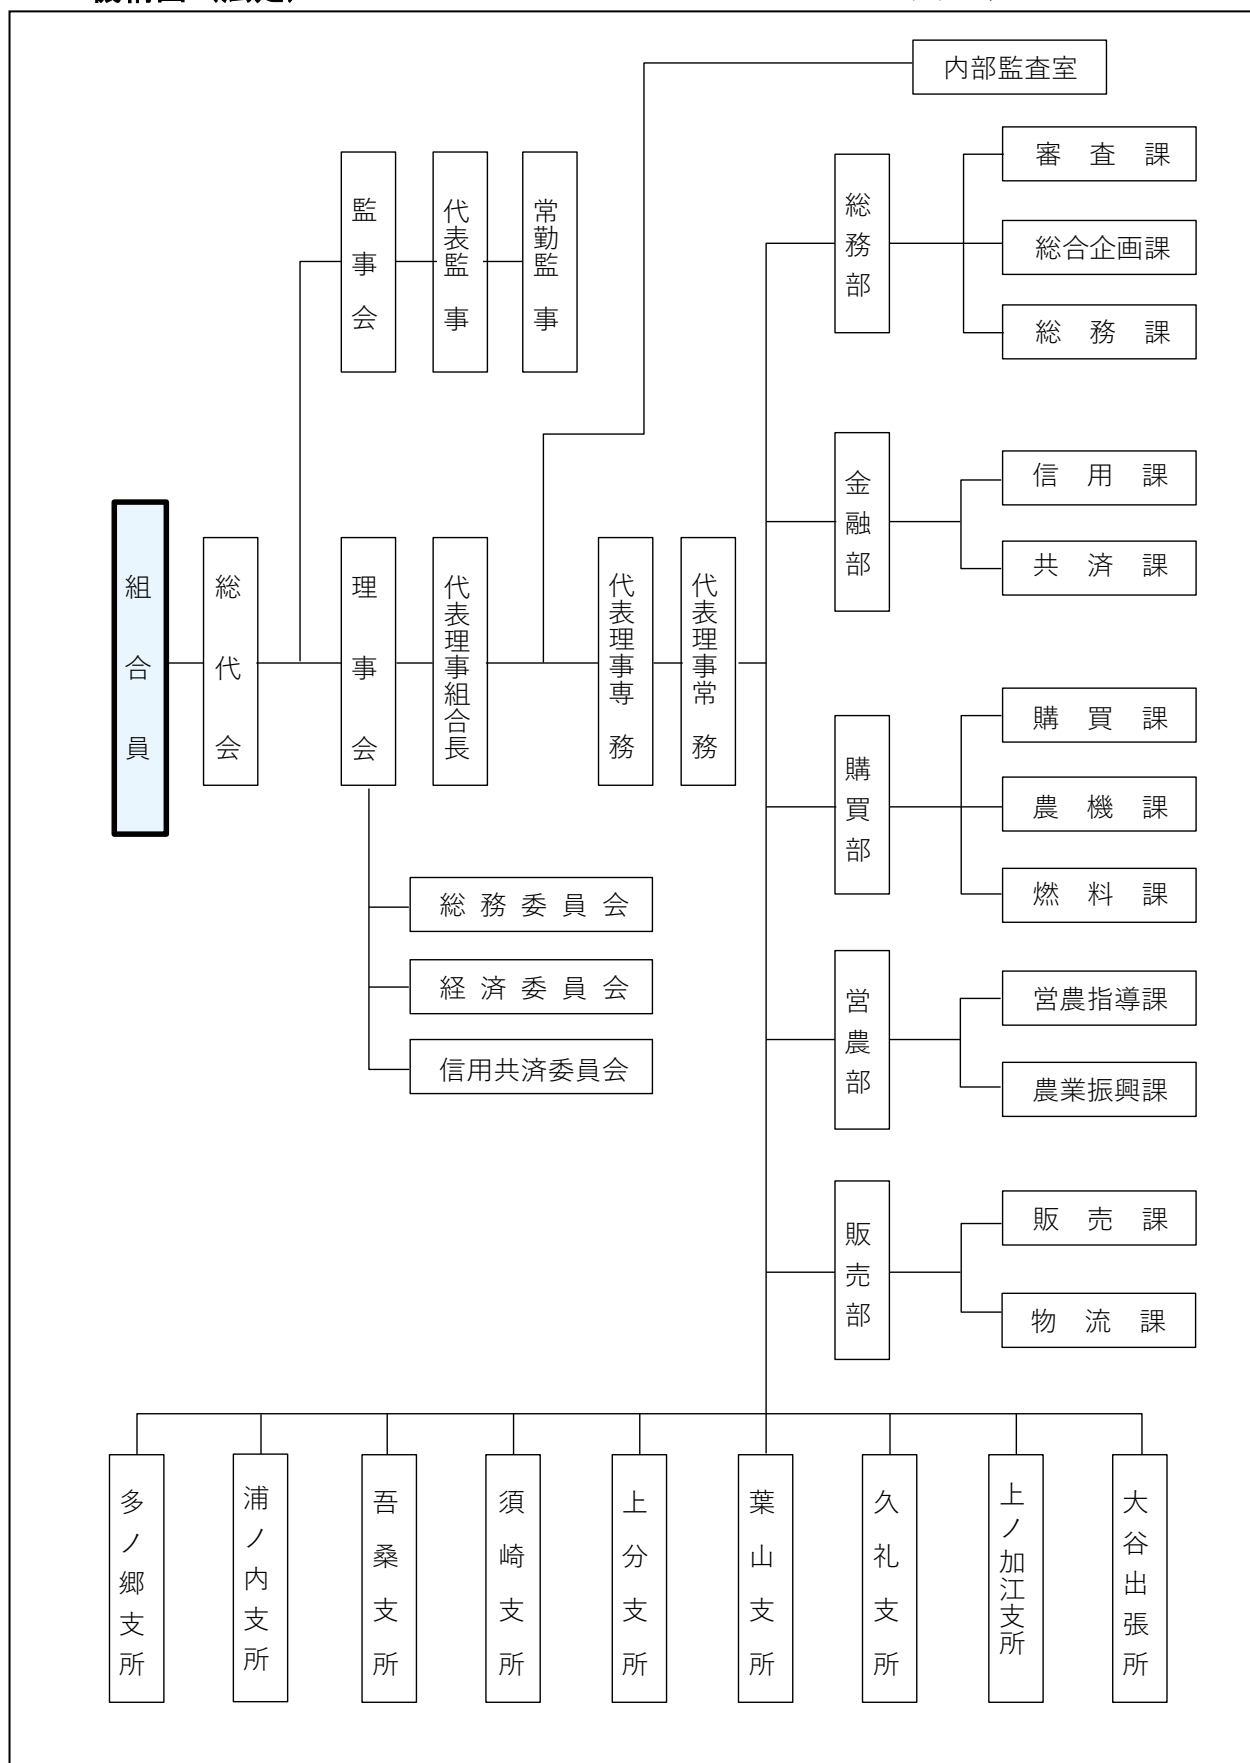 内部監査室
監事会
代表監事
常勤監事
総務部
審査課
総合企画課
総務課
金融部
信用課
共済課
組合員
総代会
理事会
代表理事組合長
代表理事専務
代表理事常務
購買部
購買課
農機課
燃料課
総務委員会
経済委員会
信用共済委員会
営農部
営農指導課
農業振興課
販売部
販売課
物流課
多ノ郷支所
浦ノ内支所
吾桑支所
須崎支所
上分支所
葉山支所
久礼支所
上ノ加江支所
大谷出張所